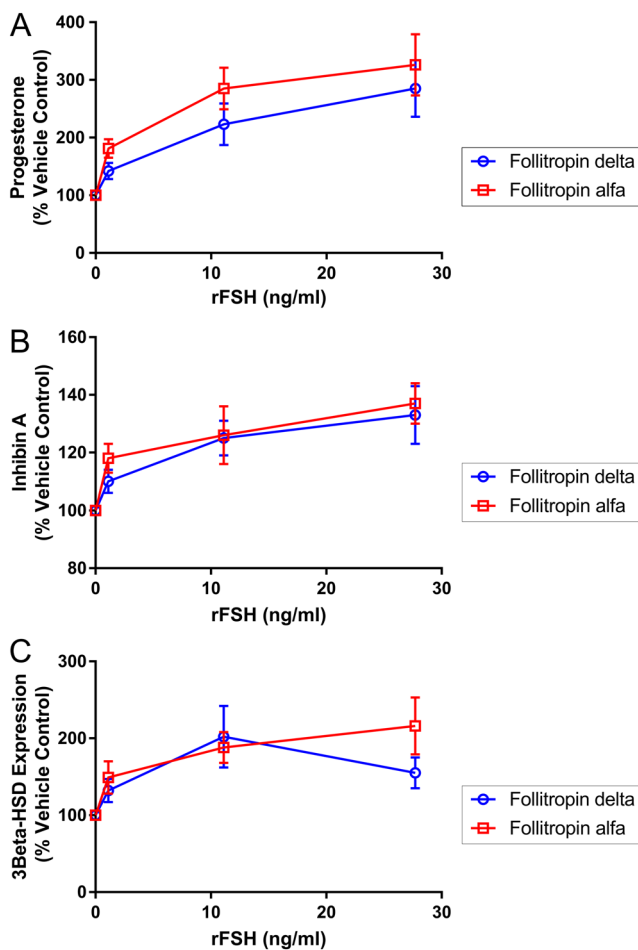 A
Progesterone
(% Vehicle Control)
400
300
200
100
0
0
10
20
30
rFSH (ng/ml)
Follitropin delta
Follitropin alfa
B
Inhibin A
(% Vehicle Control)
160
140
120
100
80
0
10
20
30
rFSH (ng/ml)
Follitropin delta
Follitropin alfa
C
3Beta-HSD Expression
(% Vehicle Control)
300
200
100
0
0
10
20
30
rFSH (ng/ml)
Follitropin delta
Follitropin alfa